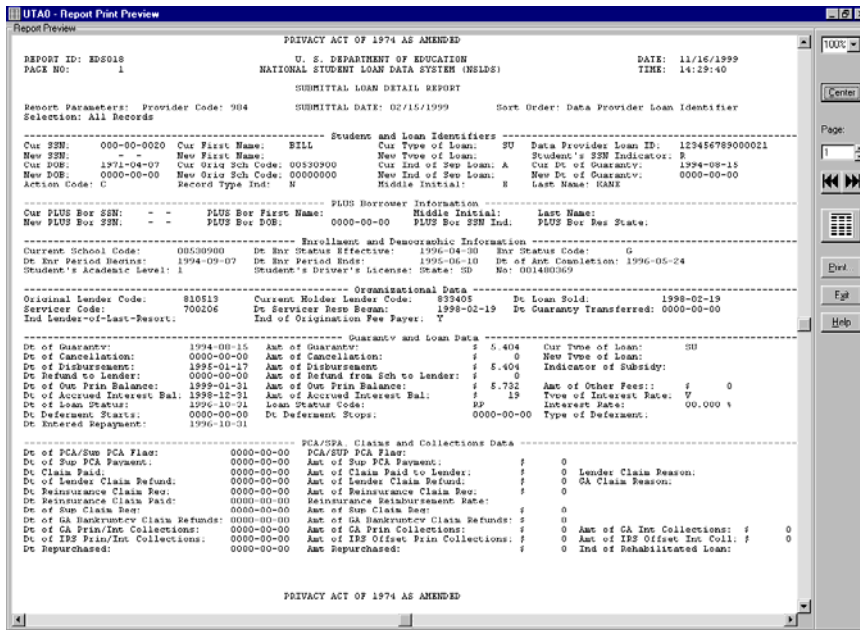 UTA0 - Report Print Preview
Report Preview
PRIVACY ACT OF 1974 AS AMENDED
REPORT ID: EDS018 U. S. DEPARTMENT OF EDUCATION DATE: 11/16/1999
PAGE NO: 1 NATIONAL STUDENT LOAN DATA SYSTEM (NSLDS) TIME: 14:29:40
SUBMITTAL LOAN DETAIL REPORT
Report Parameters: Provider Code: 904 SUBMITTAL DATE: 02/15/1999 Sort Order: Data Provider Loan Identifier
Selection: All Records
Student and Loan Identifiers
Cur SSN: 000-00-0020 Cur First Name: BILL Cur Type of Loan: SU Data Provider Loan ID: 123456789000021
New SSN: - - New First Name: New Type of Loan: Student's SSN Indicator: R
Cur DOB: 1971-04-07 Cur Orig Sch Code: 00530900 Cur Ind of Sep Loan: A Cur Dt of Guaranty: 1994-08-15
New DOB: 0000-00-00 New Orig Sch Code: 00000000 New Ind of Sep Loan: New Dt of Guaranty: 0000-00-00
Action Code: C Record Type Ind: N Middle Initial: H Last Name: KANE
PLUS Borrower Information
Cur PLUS Bor SSN: - - PLUS Bor First Name: Middle Initial: Last Name:
New PLUS Bor SSN: - - PLUS Bor DOB: 0000-00-00 PLUS Bor SSN Ind: PLUS Bor Res State:
Enrollment and Demographic Information
Current School Code: 00530900 Dt Enr Status Effective: 1996-04-30 Enr Status Code: G
Dt Enr Period Begins: 1994-09-07 Dt Enr Period Ends: 1995-06-10 Dt of Ant Completion: 1996-05-24
Student's Academic Level: 1 Student's Driver's License: State: SD No: 001400369
Organizational Data
Original Lender Code: 810513 Current Holder Lender Code: 833405 Dt Loan Sold: 1998-02-19
Servicer Code: 700206 Dt Servicer Resp Began: 1998-02-19 Dt Guaranty Transferred: 0000-00-00
Ind Lender-of-Last-Resort: Ind of Origination Fee Payer: Y
Guaranty and Loan Data
Dt of Guaranty: 1994-08-15 Amt of Guaranty: $ 5.404 Cur Type of Loan: SU
Dt of Cancellation: 0000-00-00 Amt of Cancellation: $ 0 New Type of Loan:
Dt of Disbursement: 1995-01-17 Amt of Disbursement $ 5.404 Indicator of Subsidy:
Dt Refund to Lender: 0000-00-00 Amt of Refund from Sch to Lender: $ 0
Dt of Out Prin Balance: 1999-01-31 Amt of Out Prin Balance: $ 5.732 Amt of Other Fees:: $ 0
Dt of Accrued Interest Bal: 1998-12-31 Amt of Accrued Interest Bal: $ 19 Type of Interest Rate: V
Dt of Loan Status: 1996-10-31 Loan Status Code: RP Interest Rate: 00.000 %
Dt Deferment Starts: 0000-00-00 Dt Deferment Stops: 0000-00-00 Type of Deferment:
Dt Entered Repayment: 1996-10-31
PCA/SPA. Claims and Collections Data
Dt of PCA/Sup PCA Flag: 0000-00-00 PCA/SUP PCA Flag:
Dt of Sup PCA Payment: 0000-00-00 Amt of Sup PCA Payment: $ 0
Dt Claim Paid: 0000-00-00 Amt of Claim Paid to Lender: $ 0 Lender Claim Reason:
Dt of Lender Claim Refund: 0000-00-00 Amt of Lender Claim Refund: $ 0 GA Claim Reason:
Dt Reinsurance Claim Req: 0000-00-00 Amt of Reinsurance Claim Req: $ 0
Dt Reinsurance Claim Paid: 0000-00-00 Reinsurance Reimbursement Rate:
Dt of Sup Claim Req: 0000-00-00 Amt of Sup Claim Req: $ 0
Dt of GA Bankruptcy Claim Refunds: 0000-00-00 Amt of GA Bankruptcy Claim Refunds: $ 0
Dt of GA Prin/Int Collections: 0000-00-00 Amt of GA Prin Collections: $ 0 Amt of GA Int Collections: $ 0
Dt of IRS Prin/Int Collections: 0000-00-00 Amt of IRS Offset Prin Collections: $ 0 Amt of IRS Offset Int Coll: $ 0
Dt Repurchased: 0000-00-00 Amt Repurchased: $ 0 Ind of Rehabilitated Loan:
PRIVACY ACT OF 1974 AS AMENDED
100%
Center
Page:
1
Print
Exit
Help